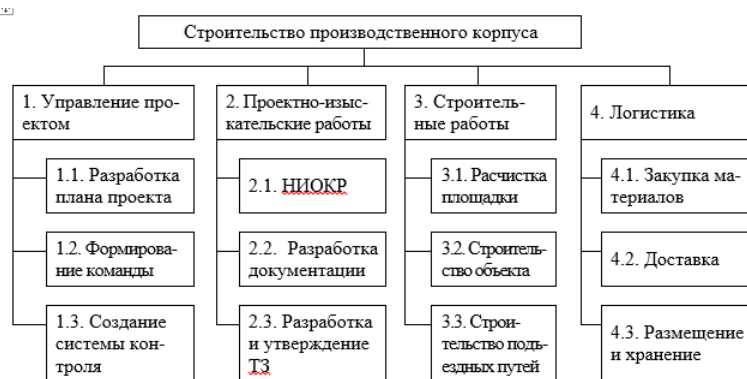 Строительство производственного корпуса
1. Управление про-
ектом
2. Проектно-изыс-
кательские работы
3. Строитель-
ные работы
4. Логистика
1.1. Разработка
плана проекта
2.1. НИОКР
3.1. Расчистка
площадки
4.1. Закупка ма-
териалов
1.2. Формирова-
ние команды
2.2. Разработка
документации
3.2. Строитель-
ство объекта
4.2. Доставка
1.3. Создание
системы кон-
троля
2.3. Разработка
и утверждение
ТЗ
3.3. Строи-
тельство подъ-
ездных путей
4.3. Размещение
и хранение